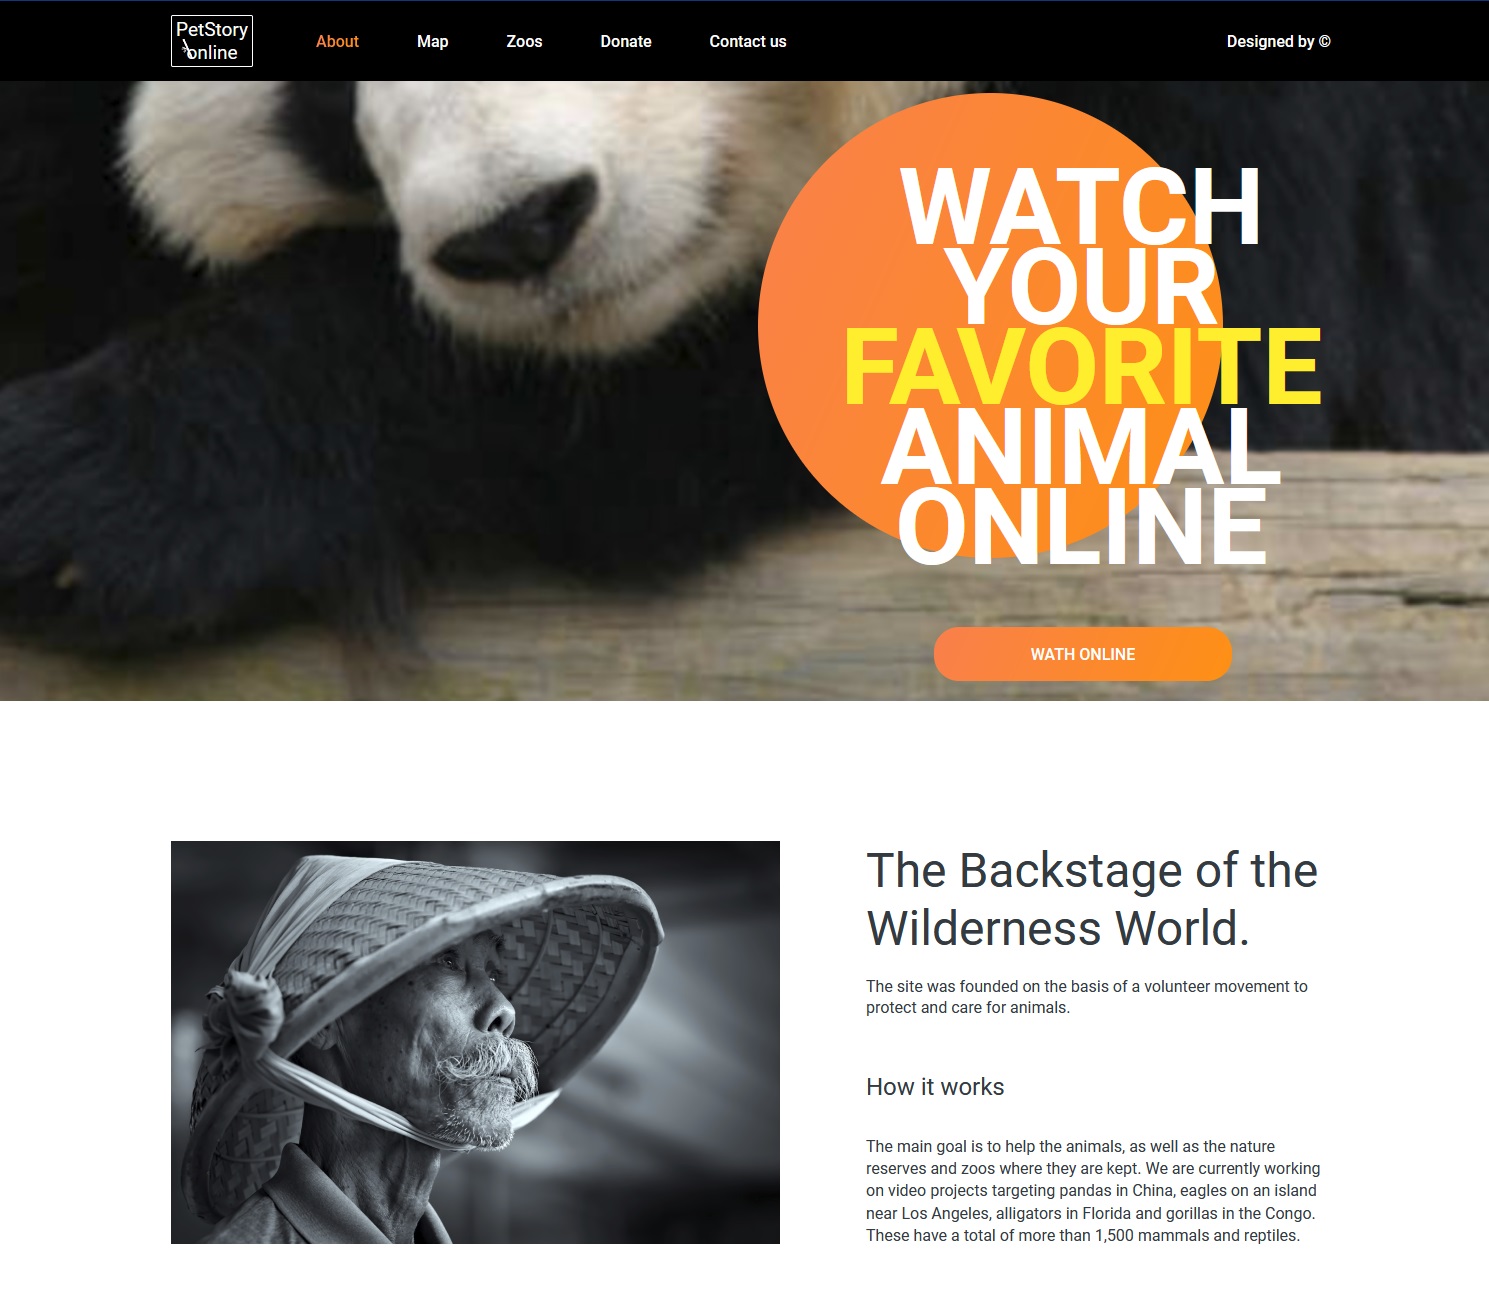 PetStory
online
About Map Zoos Donate Contact us Designed by ©
WATCH
YOUR
FAVORITE
ANIMAL
ONLINE
WATH ONLINE
The Backstage of the
Wilderness World.
The site was founded on the basis of a volunteer movement to
protect and care for animals.
How it works
The main goal is to help the animals, as well as the nature
reserves and zoos where they are kept. We are currently working
on video projects targeting pandas in China, eagles on an island
near Los Angeles, alligators in Florida and gorillas in the Congo.
These have a total of more than 1,500 mammals and reptiles.